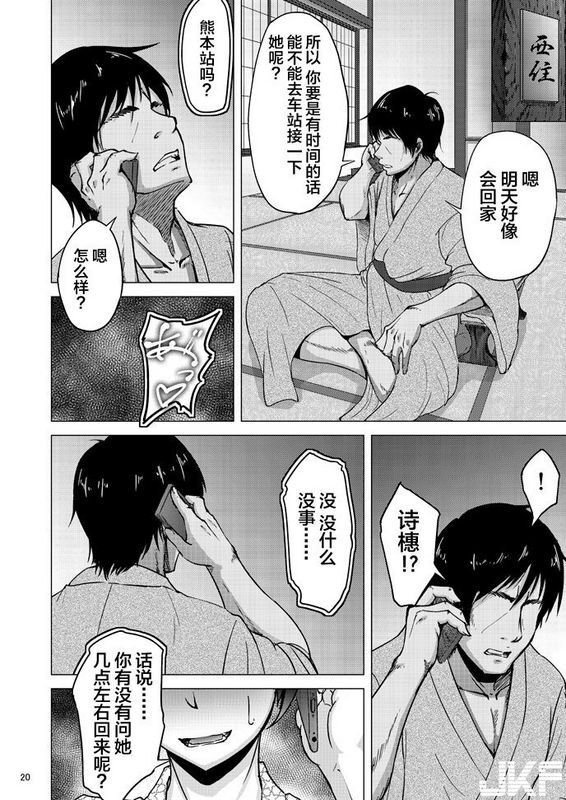 西住
嗯
明天好像
会回家
所以 你要是有时间的话
能不能去车站接一下
她呢？
熊本站吗？
嗯
怎么样？
あ゛っ♡
！
诗穗!?
没 没什么
没事……
话说……
你有没有问她
几点左右回来呢？
20
JKF